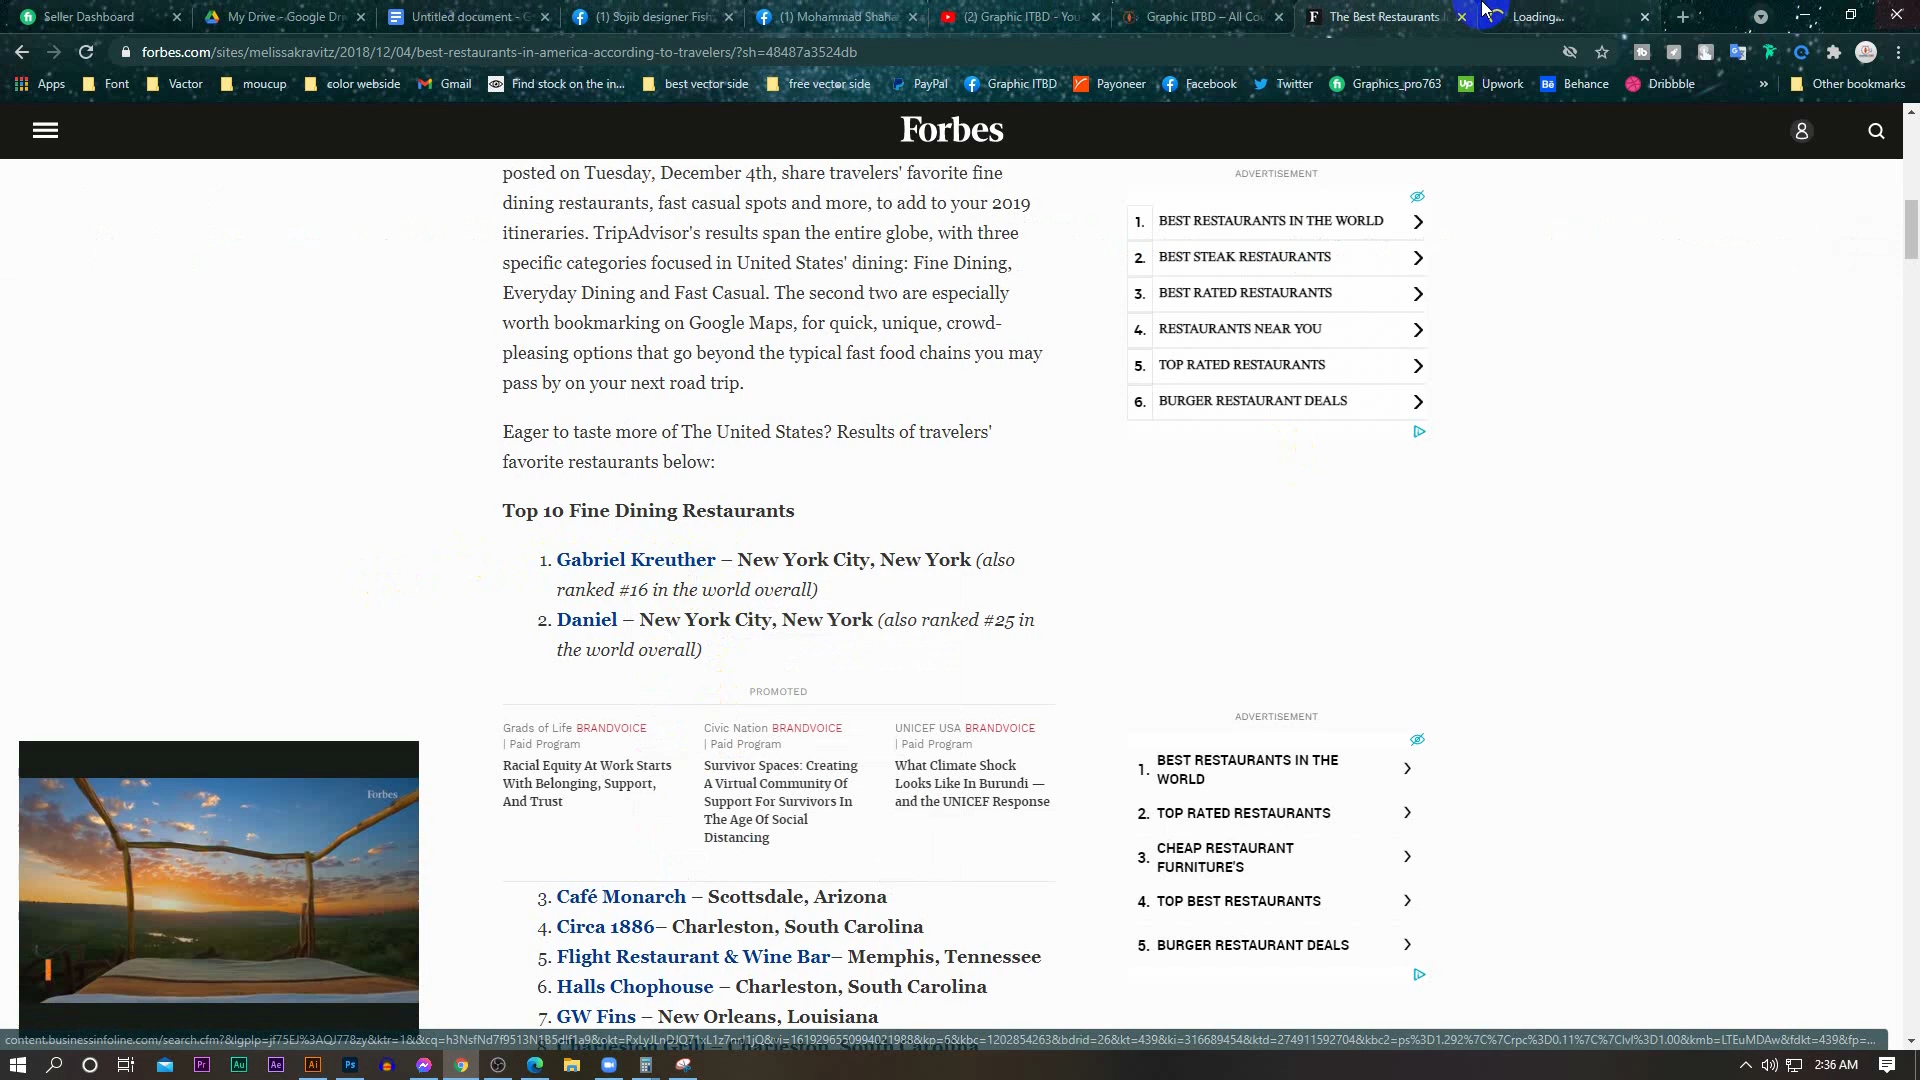 Seller Dashboard
My Drive - Google Dri
Untitled document - G
(1) Sojib designer Fish
(1) Mohammad Shaha
(2) Graphic ITBD - You
Graphic ITBD – All Cou
The Best Restaurants I
Loading...
forbes.com/sites/melissakravitz/2018/12/04/best-restaurants-in-america-according-to-travelers/?sh=48487a3524db
Apps
Font
Vactor
moucup
color webside
Gmail
Find stock on the in...
best vector side
free vector side
PayPal
Graphic ITBD
Payoneer
Facebook
Twitter
Graphics_pro763
Upwork
Behance
Dribbble
»
Other bookmarks
Forbes
posted on Tuesday, December 4th, share travelers' favorite fine
dining restaurants, fast casual spots and more, to add to your 2019
itineraries. TripAdvisor's results span the entire globe, with three
specific categories focused in United States' dining: Fine Dining,
Everyday Dining and Fast Casual. The second two are especially
worth bookmarking on Google Maps, for quick, unique, crowd-
pleasing options that go beyond the typical fast food chains you may
pass by on your next road trip.
Eager to taste more of The United States? Results of travelers'
favorite restaurants below:
Top 10 Fine Dining Restaurants
1. Gabriel Kreuther – New York City, New York (also
ranked #16 in the world overall)
2. Daniel – New York City, New York (also ranked #25 in
the world overall)
PROMOTED
Grads of Life BRANDVOICE
| Paid Program
Racial Equity At Work Starts
With Belonging, Support,
And Trust
Civic Nation BRANDVOICE
| Paid Program
Survivor Spaces: Creating
A Virtual Community Of
Support For Survivors In
The Age Of Social
Distancing
UNICEF USA BRANDVOICE
| Paid Program
What Climate Shock
Looks Like In Burundi —
and the UNICEF Response
3. Café Monarch – Scottsdale, Arizona
4. Circa 1886– Charleston, South Carolina
5. Flight Restaurant & Wine Bar– Memphis, Tennessee
6. Halls Chophouse – Charleston, South Carolina
7. GW Fins – New Orleans, Louisiana
ADVERTISEMENT
1. BEST RESTAURANTS IN THE WORLD
2. BEST STEAK RESTAURANTS
3. BEST RATED RESTAURANTS
4. RESTAURANTS NEAR YOU
5. TOP RATED RESTAURANTS
6. BURGER RESTAURANT DEALS
ADVERTISEMENT
1. BEST RESTAURANTS IN THE
WORLD
2. TOP RATED RESTAURANTS
3. CHEAP RESTAURANT
FURNITURE'S
4. TOP BEST RESTAURANTS
5. BURGER RESTAURANT DEALS
Forbes
2:36 AM